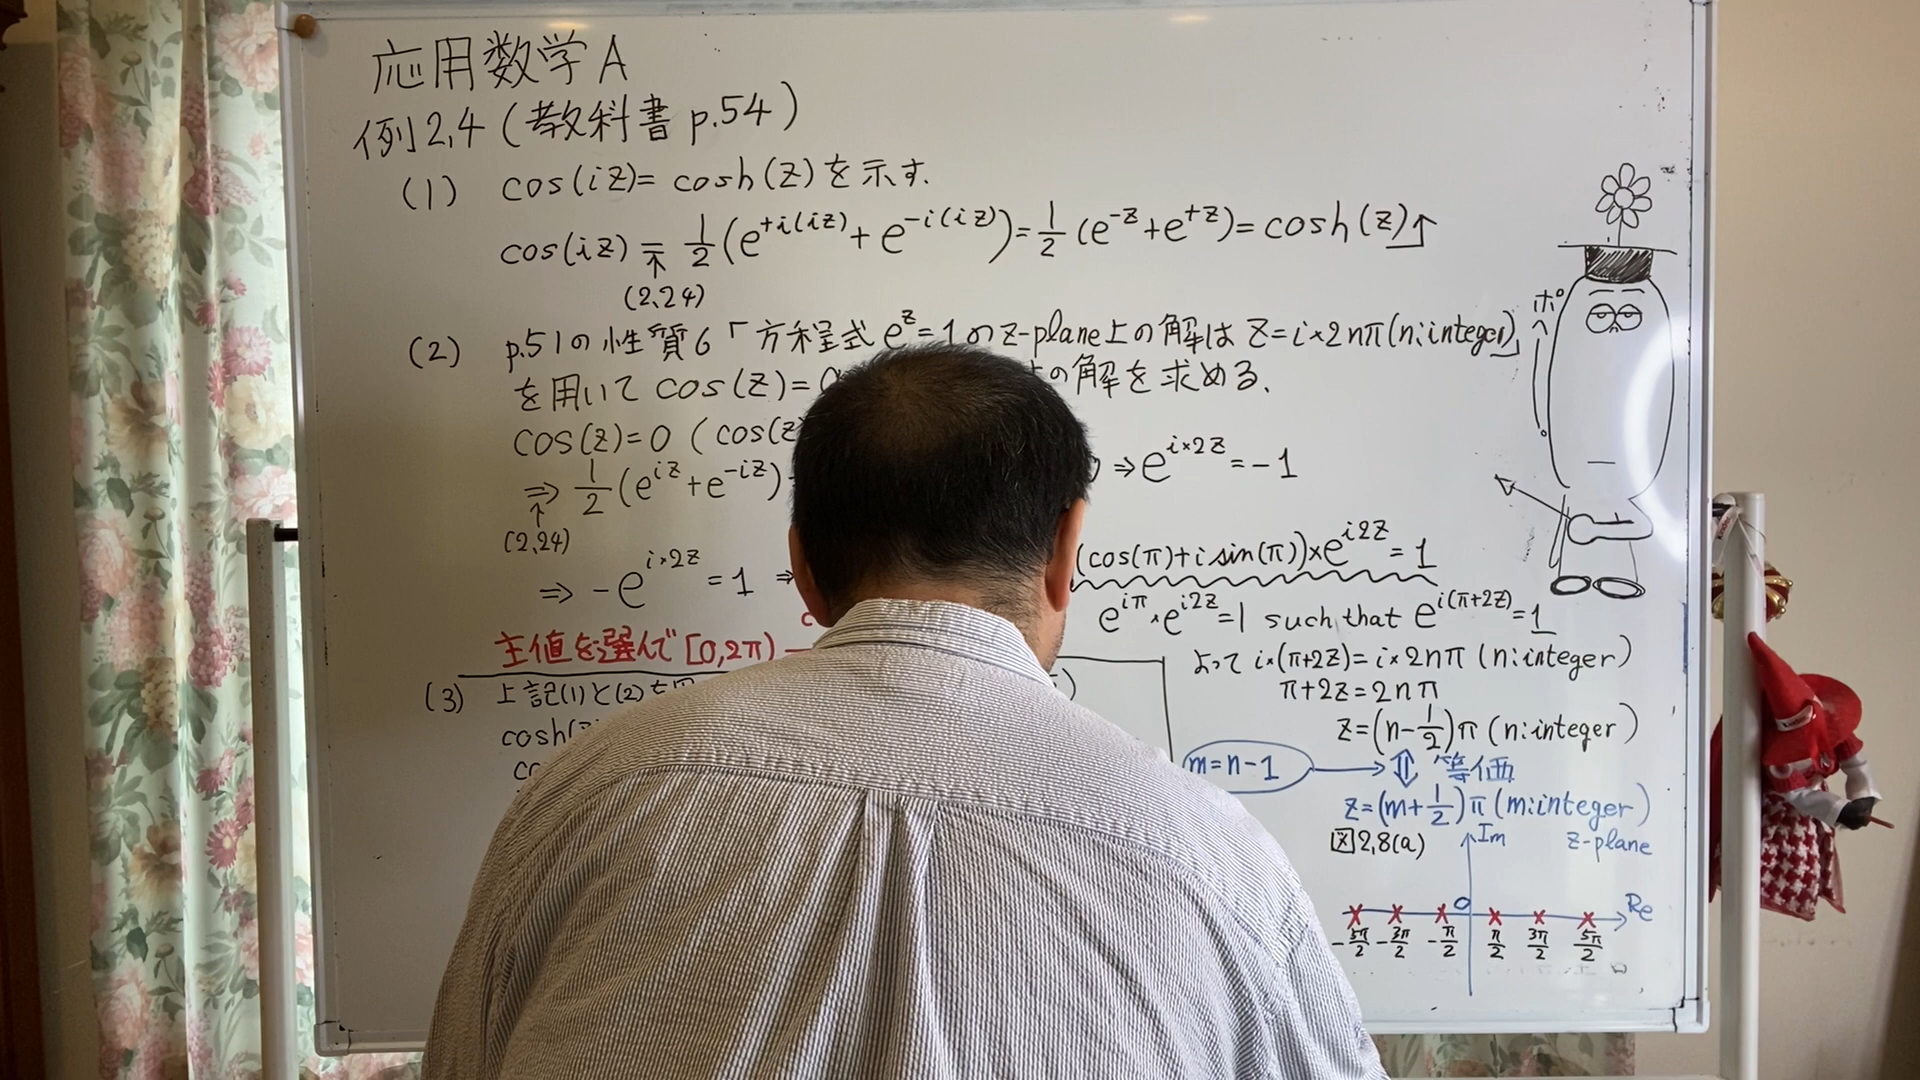 応用数学A
例2,4(教科書 p.54)
(1) cos(iz)= cosh(z)を示す.
cos(iz) = 1/2 (e^{+i(iz)} + e^{-i(iz)}) = 1/2 (e^{-z} + e^{+z}) = cosh(z)
↑
(2,24)
(2) p.51の性質6「方程式 e^z=1のz-plane上の解は z=i×2nπ(n:integer)」
を用いて cos(z)= の解を求める.
cos(z)=0 (cos(z
⇒ 1/2 (e^{iz} + e^{-iz}) ⇒ e^{i×2z} = -1
↑
(2,24)
⇒ -e^{i×2z} = 1 ⇒ (cos(π)+i sin(π))×e^{i2z} = 1
e^{iπ}×e^{i2z}=1 such that e^{i(π+2z)}=1
主値を選んで [0,2π)
よって i×(π+2z)=i×2nπ (n:integer)
π+2z=2nπ
z=(n-1/2)π (n:integer)
m=n-1 → ⇕ 等価
z=(m+1/2)π (m:integer)
(3) 上記(1)と(2)を
cosh(z
図2,8(a) Im z-plane
O Re
-5π/2 -3π/2 -π/2 π/2 3π/2 5π/2
ポ